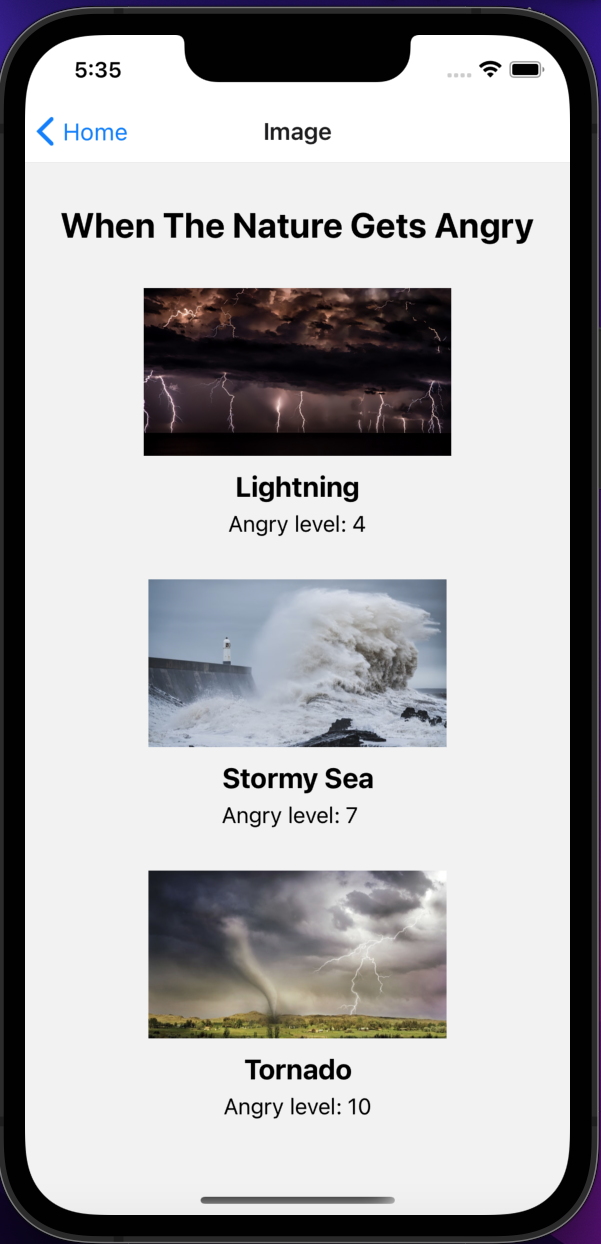 5:35
Home
Image
When The Nature Gets Angry
Lightning
Angry level: 4
Stormy Sea
Angry level: 7
Tornado
Angry level: 10